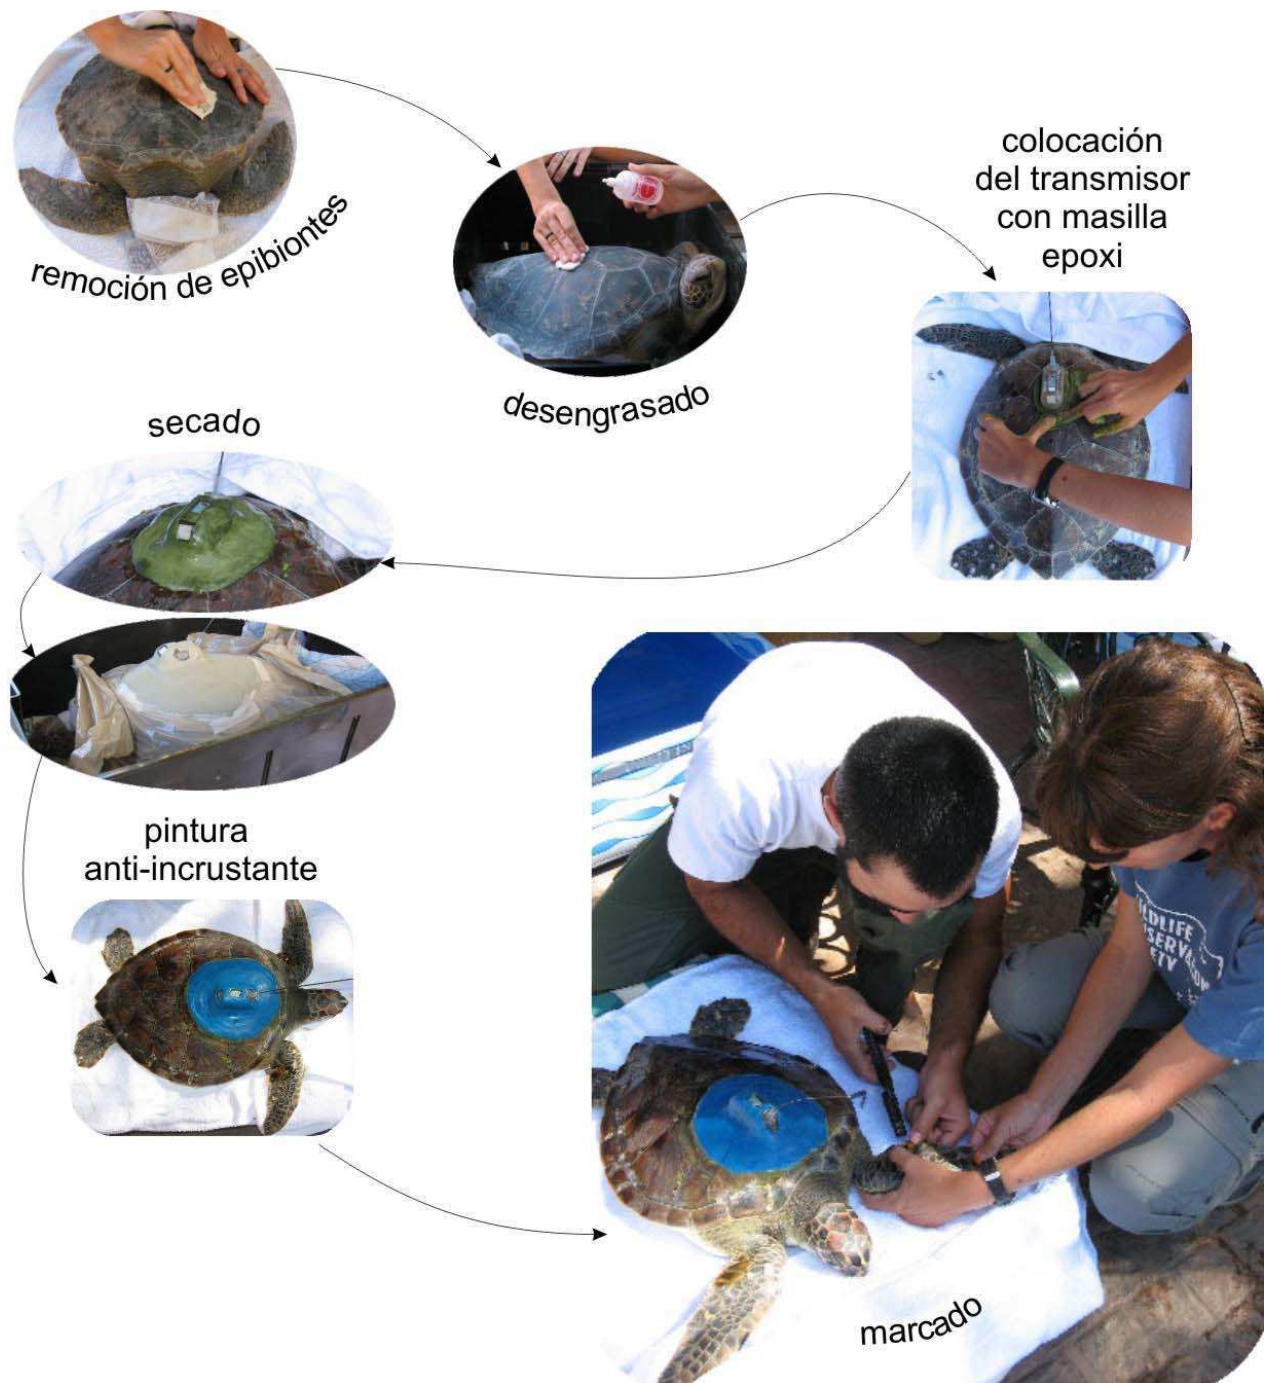 remoción de epibiontes
desengrasado
colocación
del transmisor
con masilla
epoxi
secado
pintura
anti-incrustante
marcado